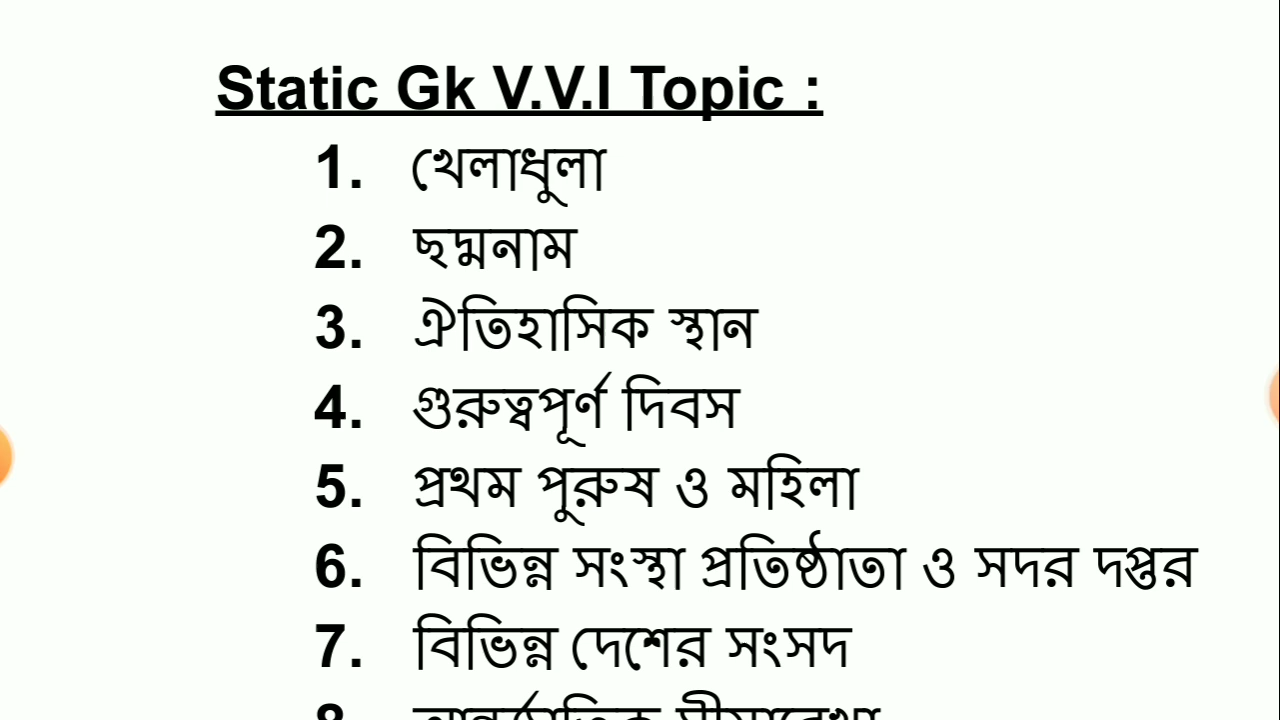 Static Gk V.V.I Topic :
1. খেলাধুলা
2. ছদ্মনাম
3. ঐতিহাসিক স্থান
4. গুরুত্বপূর্ণ দিবস
5. প্রথম পুরুষ ও মহিলা
6. বিভিন্ন সংস্থা প্রতিষ্ঠাতা ও সদর দপ্তর
7. বিভিন্ন দেশের সংসদ
8.